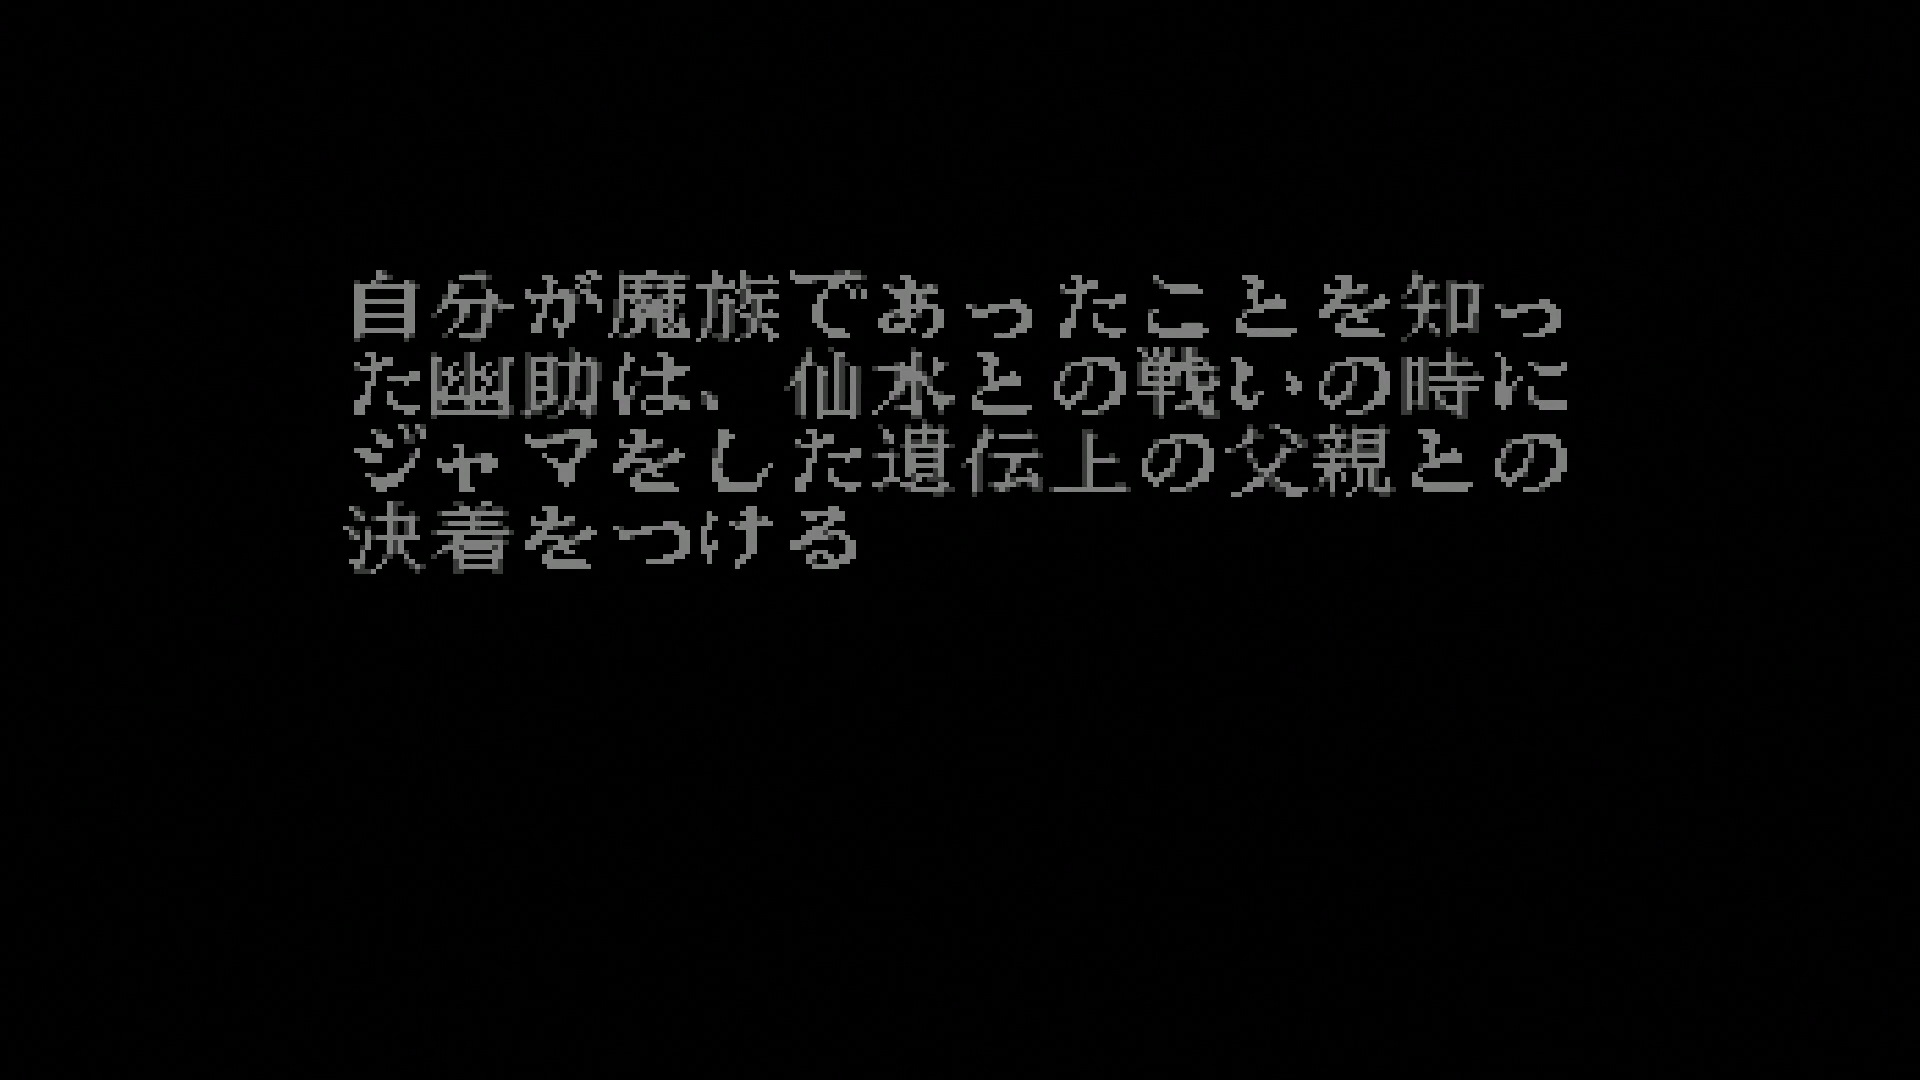 自分が魔族であったことを知っ
た幽助は、仙水との戦いの時に
ジャマをした遺伝上の父親との
決着をつける